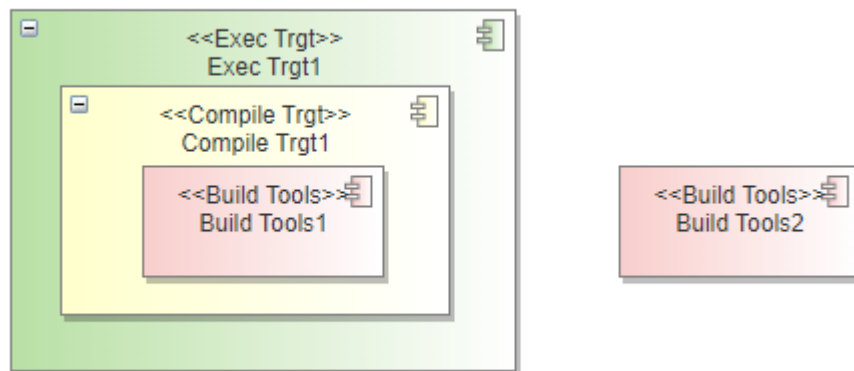 <<Exec Trgt>>
Exec Trgt1
<<Compile Trgt>>
Compile Trgt1
<<Build Tools>>
Build Tools1
<<Build Tools>>
Build Tools2